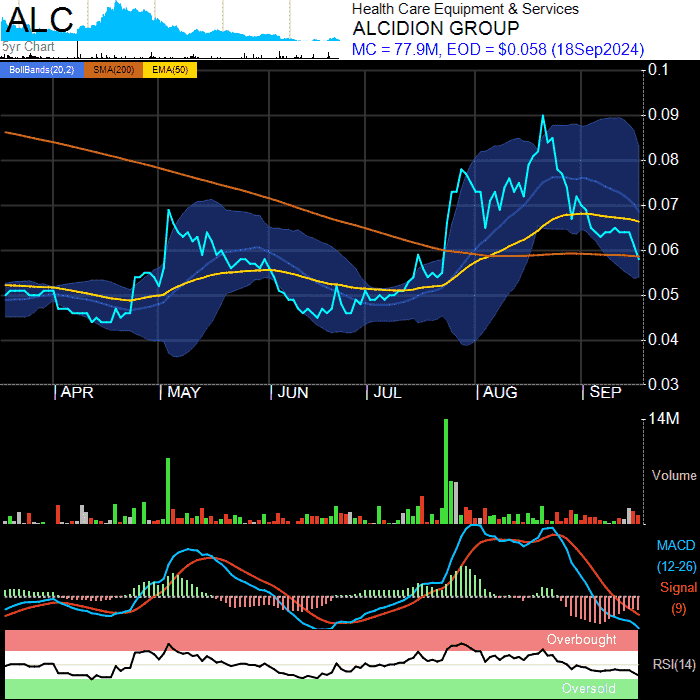 ALC
5yr Chart
Health Care Equipment & Services
ALCIDION GROUP
MC = 77.9M, EOD = $0.058 (18Sep2024)
BollBands(20,2) SMA(200) EMA(50)
0.1
0.09
0.08
0.07
0.06
0.05
0.04
0.03
APR MAY JUN JUL AUG SEP
14M
Volume
MACD
(12-26)
Signal
(9)
Overbought
RSI(14)
Oversold